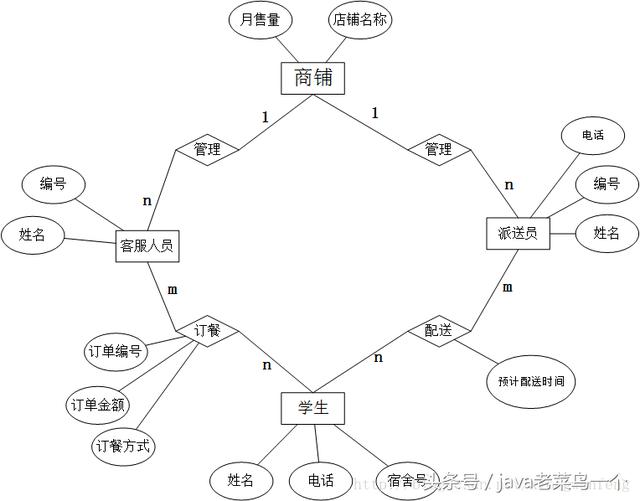 月售量
店铺名称
商铺
1
1
管理
管理
电话
编号
n
n
编号
姓名
客服人员
派送员
姓名
m
m
订餐
配送
订单编号
n
n
预计配送时间
订单金额
学生
订餐方式
姓名
电话
宿舍号
头条号 / java老菜鸟